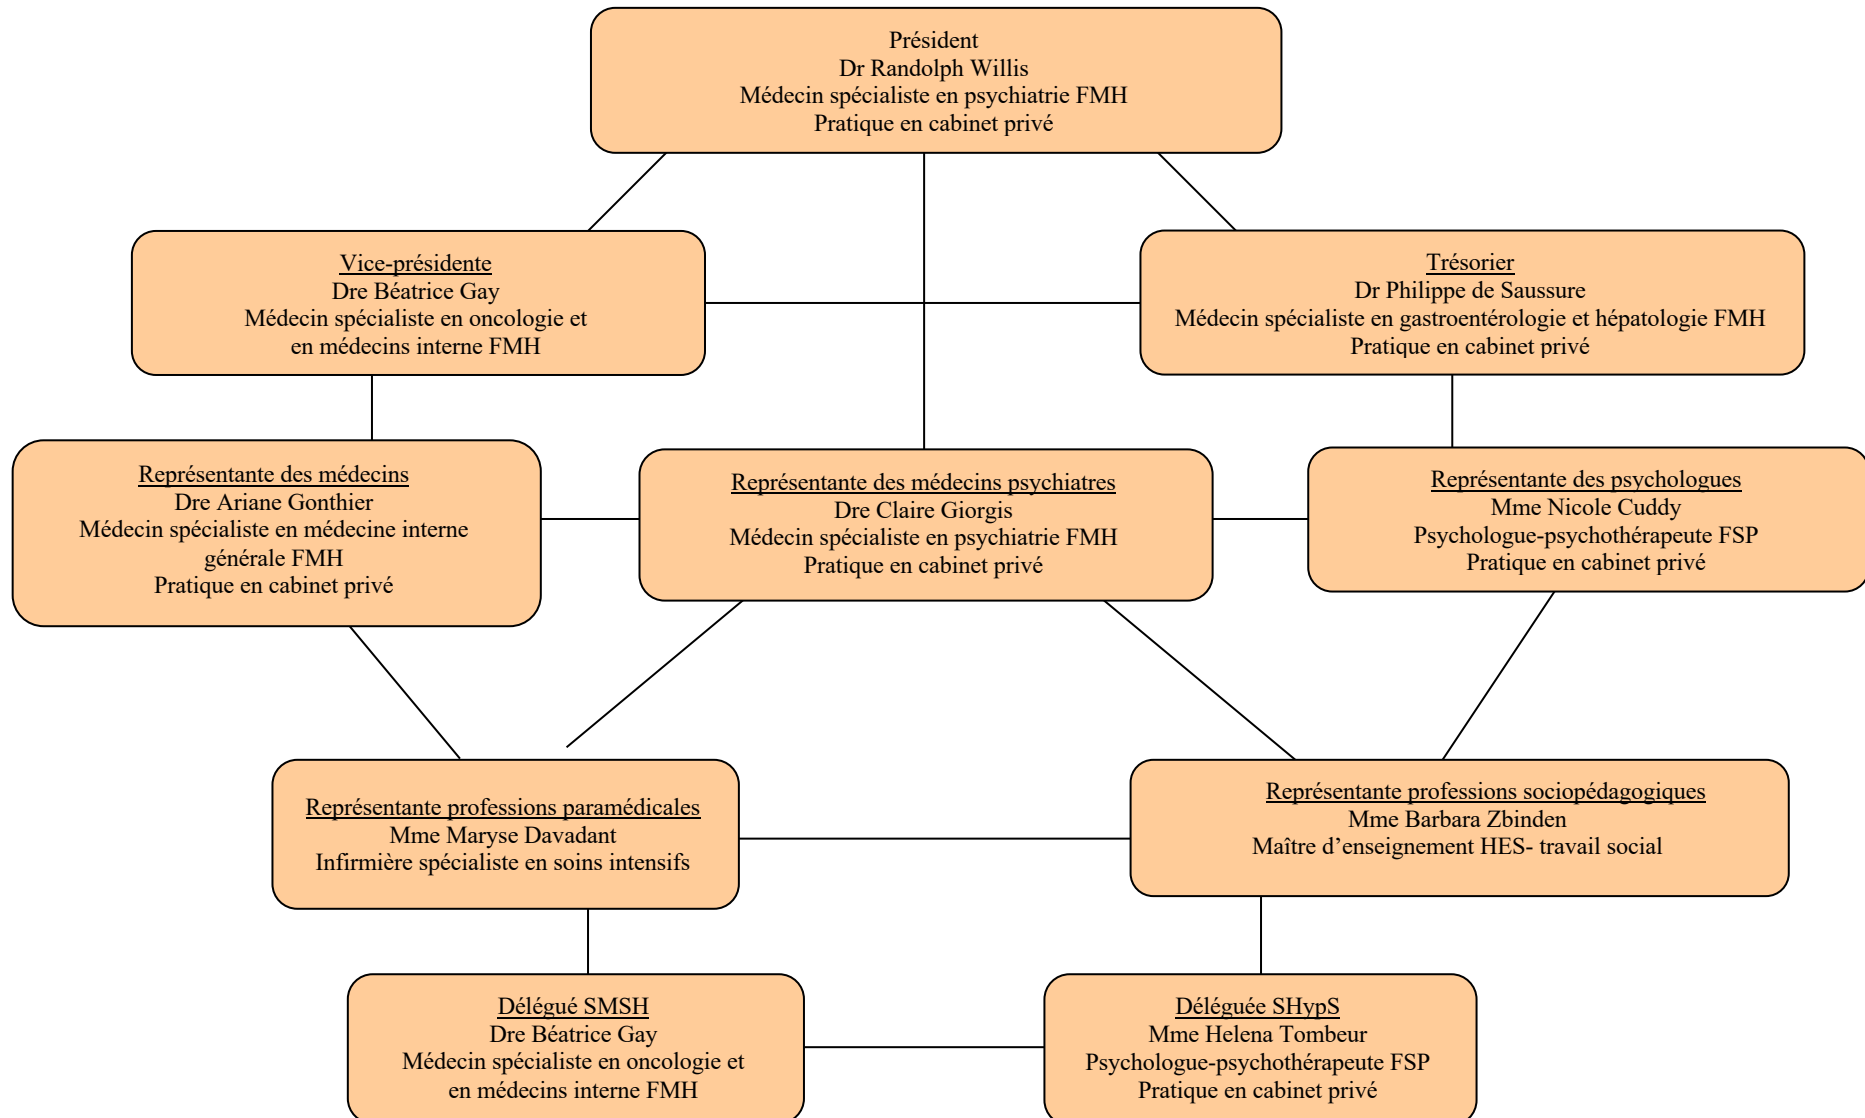 Président
Dr Randolph Willis
Médecin spécialiste en psychiatrie FMH
Pratique en cabinet privé
Vice-présidente
Dre Béatrice Gay
Médecin spécialiste en oncologie et
en médecins interne FMH
Trésorier
Dr Philippe de Saussure
Médecin spécialiste en gastroentérologie et hépatologie FMH
Pratique en cabinet privé
Représentante des médecins
Dre Ariane Gonthier
Médecin spécialiste en médecine interne
générale FMH
Pratique en cabinet privé
Représentante des médecins psychiatres
Dre Claire Giorgis
Médecin spécialiste en psychiatrie FMH
Pratique en cabinet privé
Représentante des psychologues
Mme Nicole Cuddy
Psychologue-psychothérapeute FSP
Pratique en cabinet privé
Représentante professions paramédicales
Mme Maryse Davadant
Infirmière spécialiste en soins intensifs
Représentante professions sociopédagogiques
Mme Barbara Zbinden
Maître d’enseignement HES- travail social
Délégué SMSH
Dre Béatrice Gay
Médecin spécialiste en oncologie et
en médecins interne FMH
Déléguée SHypS
Mme Helena Tombeur
Psychologue-psychothérapeute FSP
Pratique en cabinet privé